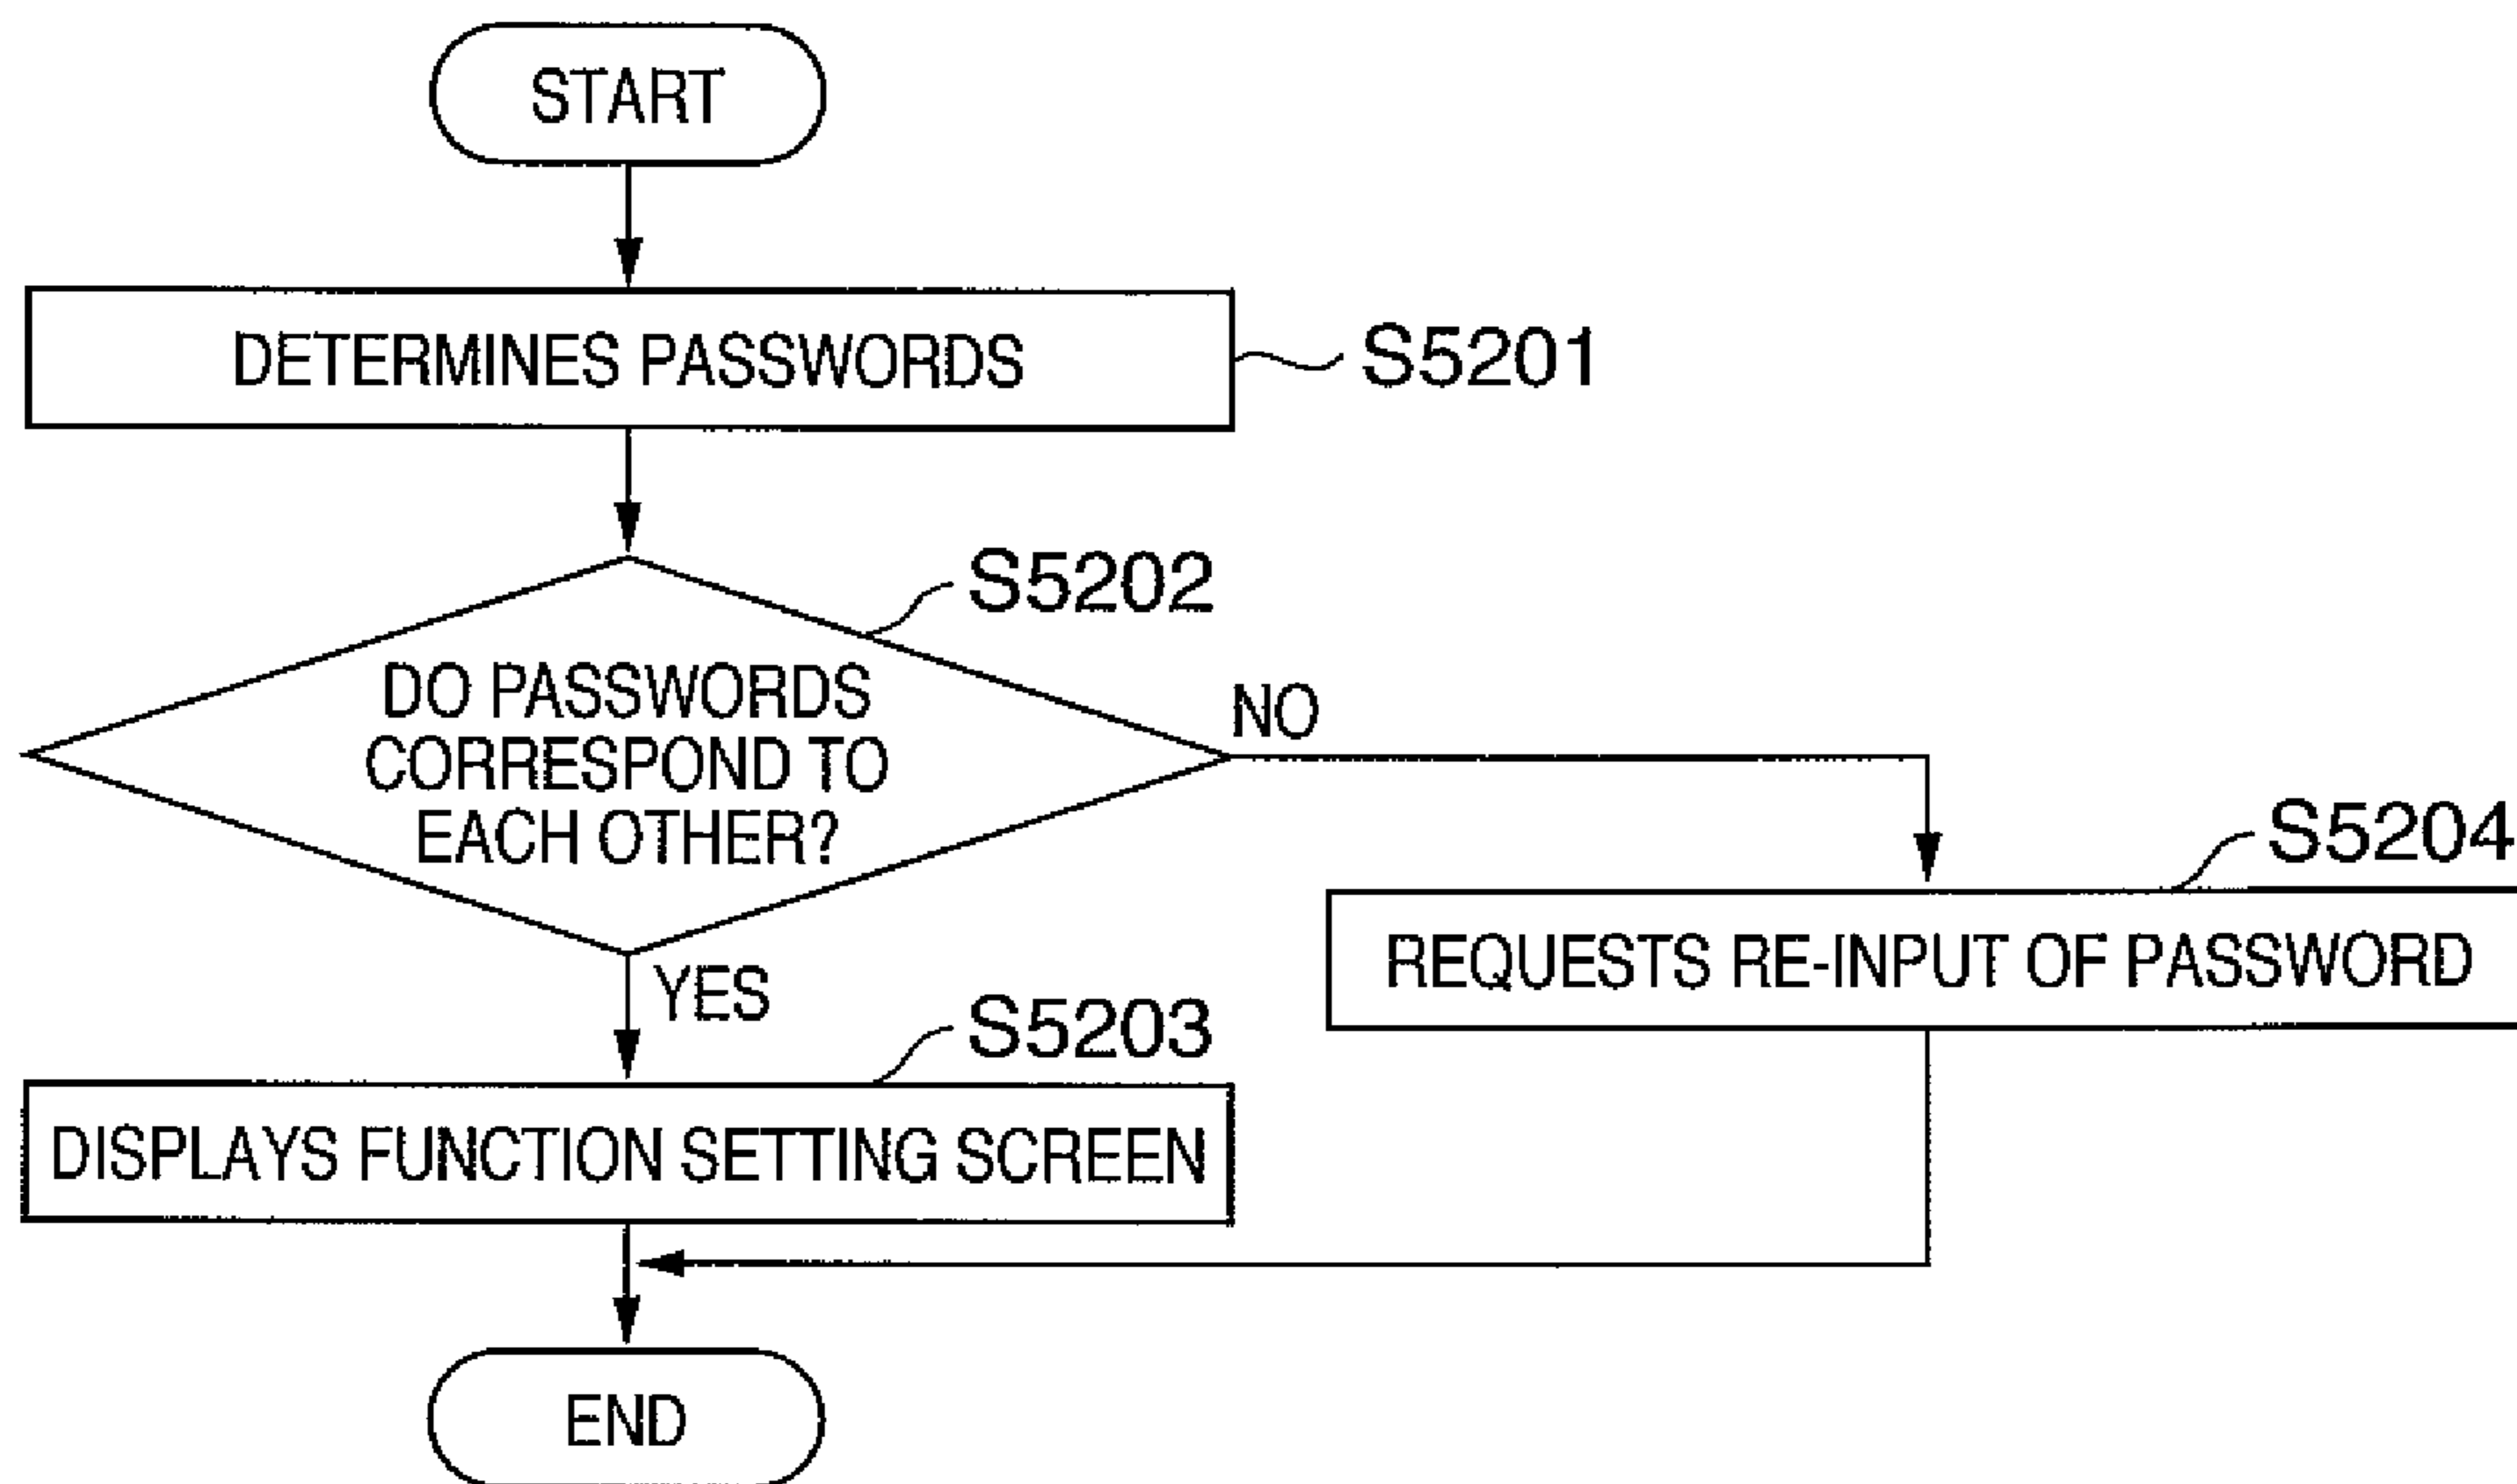 START
DETERMINES PASSWORDS
S5201
S5202
DO PASSWORDS
CORRESPOND TO
EACH OTHER?
NO
S5204
REQUESTS RE-INPUT OF PASSWORD
YES
S5203
DISPLAYS FUNCTION SETTING SCREEN
END